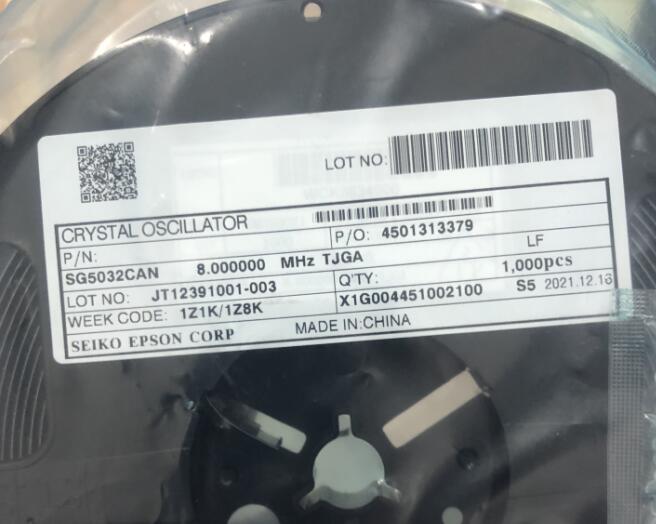 LOT NO:
CRYSTAL OSCILLATOR
P/N:
P/O: 4501313379
SG5032CAN 8.000000 MHz TJGA
LF
LOT NO: JT12391001-003
Q'TY: 1,000pcs
WEEK CODE: 1Z1K/1Z8K
X1G004451002100 S5 2021.12.13
SEIKO EPSON CORP
MADE IN:CHINA